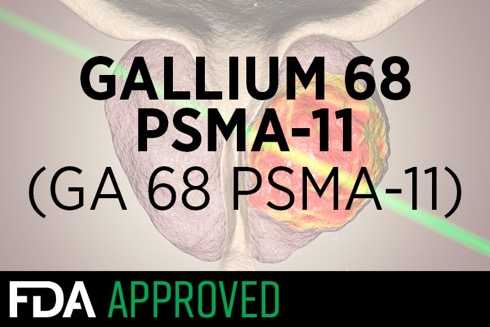 GALLIUM 68
PSMA-11
(GA 68 PSMA-11)
FDA APPROVED